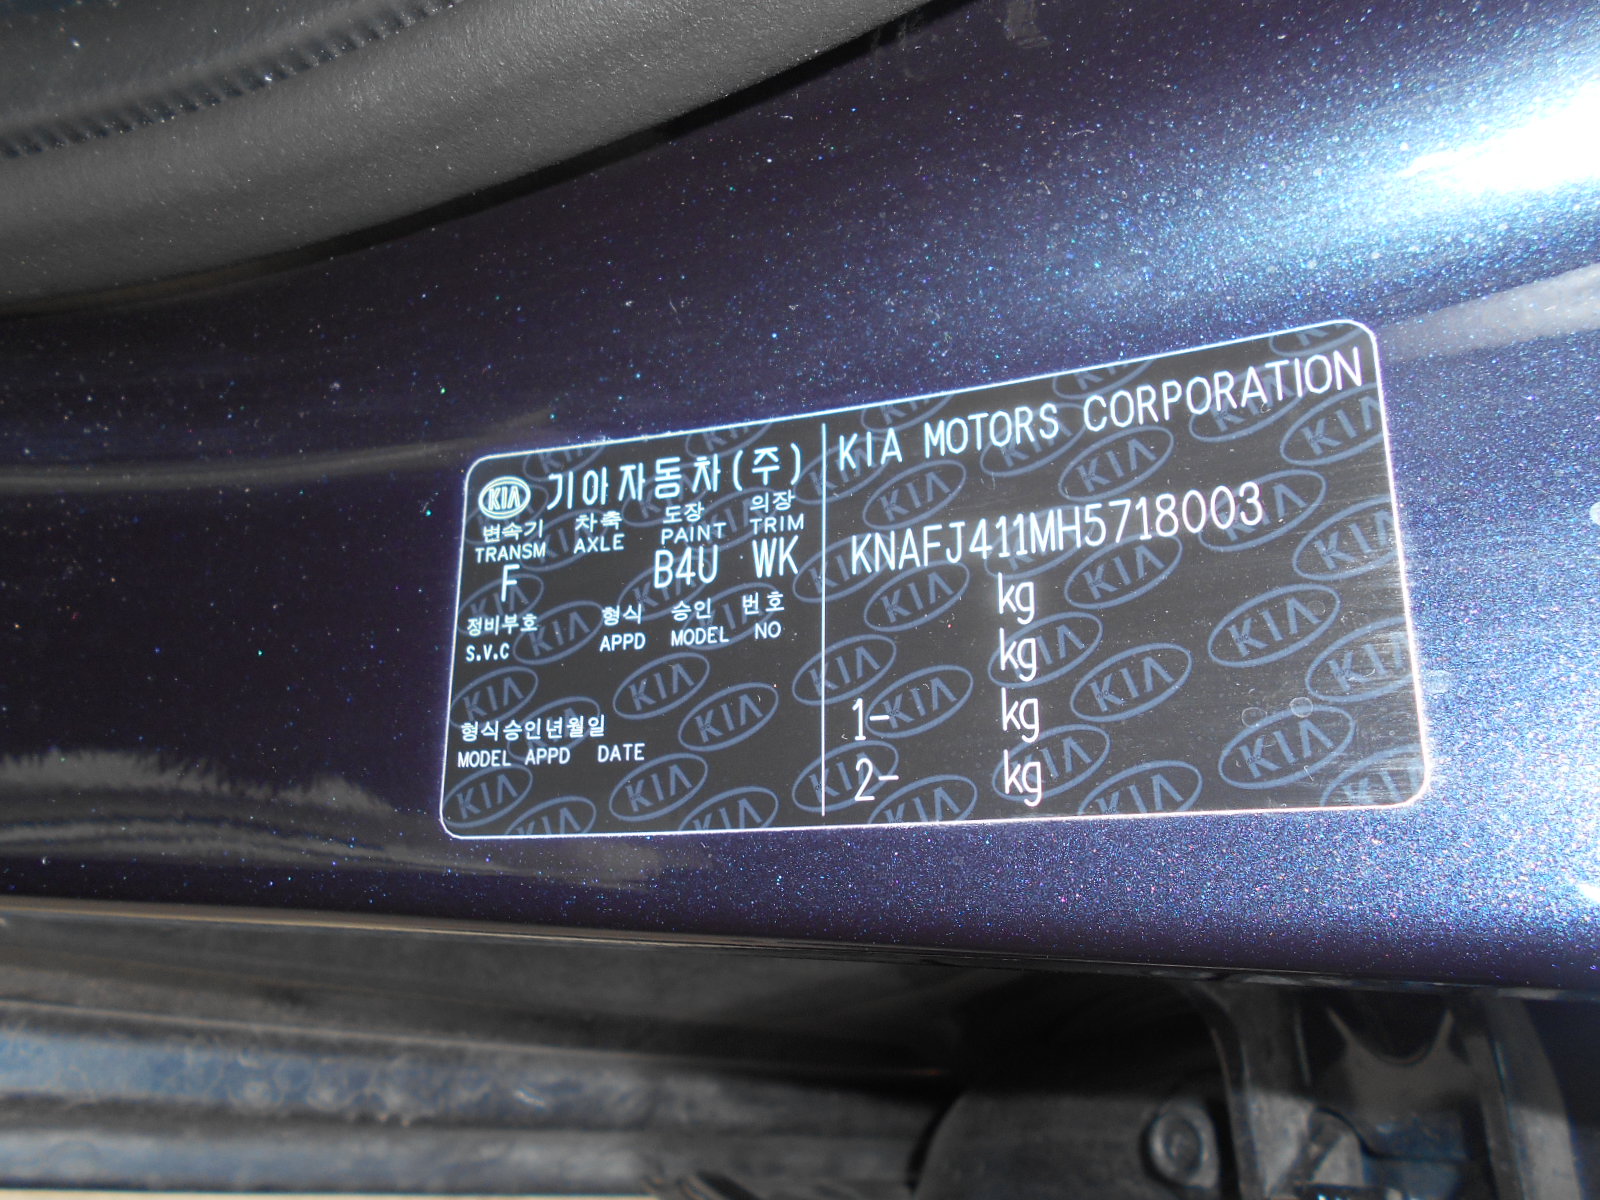 KIA 기아자동차(주)
변속기 차축 도장 의장
TRANSM AXLE PAINT TRIM
F B4U WK
정비부호 형식 승인 번호
S.V.C APPD MODEL NO
형식승인년월일
MODEL APPD DATE
KIA MOTORS CORPORATION
KNAFJ411MH5718003
kg
kg
1- kg
2- kg